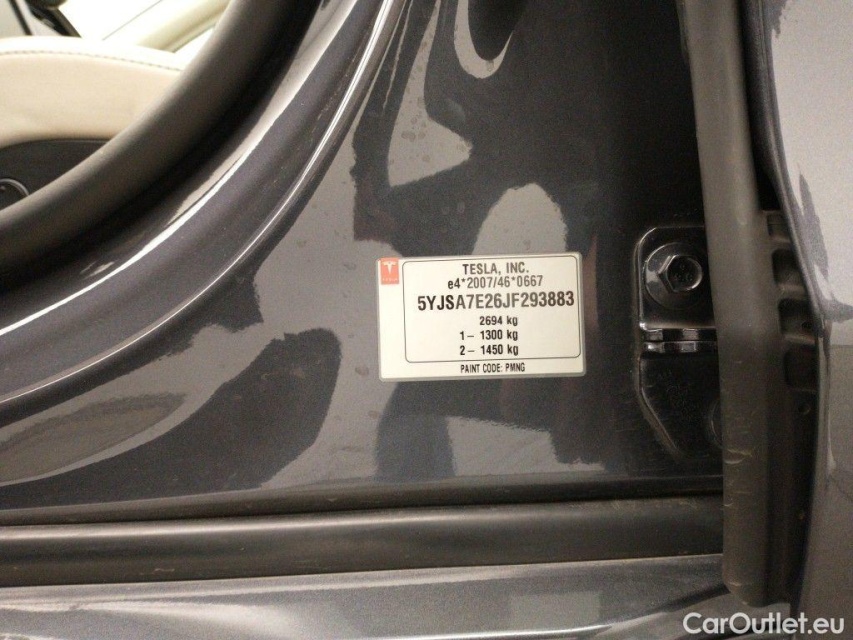 TESLA, INC.
e4*2007/46*0667
5YJSA7E26JF293883
2694 kg
1- 1300 kg
2- 1450 kg
PAINT CODE: PMNG
CarOutlet.eu